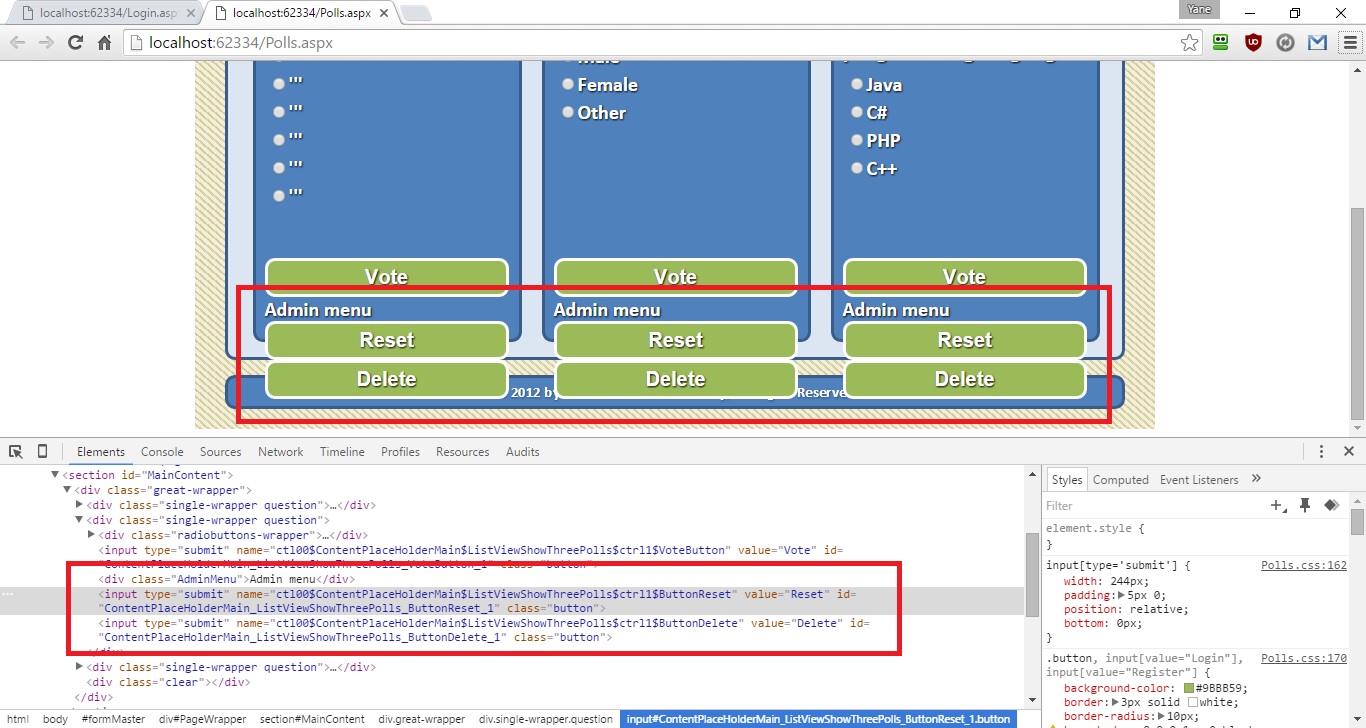 localhost:62334/Login.asp
localhost:62334/Polls.aspx
Yane
localhost:62334/Polls.aspx
'''
'''
'''
'''
'''
Female
Other
Java
C#
PHP
C++
Vote
Vote
Vote
Admin menu
Admin menu
Admin menu
Reset
Reset
Reset
Delete
Delete
Delete
2012 by
Reserve
Elements Console Sources Network Timeline Profiles Resources Audits
<section id="MainContent">
<div class="great-wrapper">
<div class="single-wrapper question">…</div>
<div class="single-wrapper question">
<div class="radiobuttons-wrapper">…</div>
<input type="submit" name="ctl00$ContentPlaceHolderMain$ListViewShowThreePolls$ctrl1$VoteButton" value="Vote" id=
"ContentPlaceHolderMain_ListViewShowThreePolls_VoteButton_1" class="button">
<div class="AdminMenu">Admin menu</div>
<input type="submit" name="ctl00$ContentPlaceHolderMain$ListViewShowThreePolls$ctrl1$ButtonReset" value="Reset" id=
"ContentPlaceHolderMain_ListViewShowThreePolls_ButtonReset_1" class="button">
<input type="submit" name="ctl00$ContentPlaceHolderMain$ListViewShowThreePolls$ctrl1$ButtonDelete" value="Delete" id=
"ContentPlaceHolderMain_ListViewShowThreePolls_ButtonDelete_1" class="button">
</div>
<div class="single-wrapper question">…</div>
<div class="clear"></div>
</div>
html body #formMaster div#PageWrapper section#MainContent div.great-wrapper div.single-wrapper.question input#ContentPlaceHolderMain_ListViewShowThreePolls_ButtonReset_1.button
Styles Computed Event Listeners »
Filter
element.style {
}
input[type='submit'] { Polls.css:162
width: 244px;
padding: 5px 0;
position: relative;
bottom: 0px;
}
.button, input[value="Login"], Polls.css:170
input[value="Register"] {
background-color: #9BBB59;
border: 3px solid white;
border-radius: 10px;